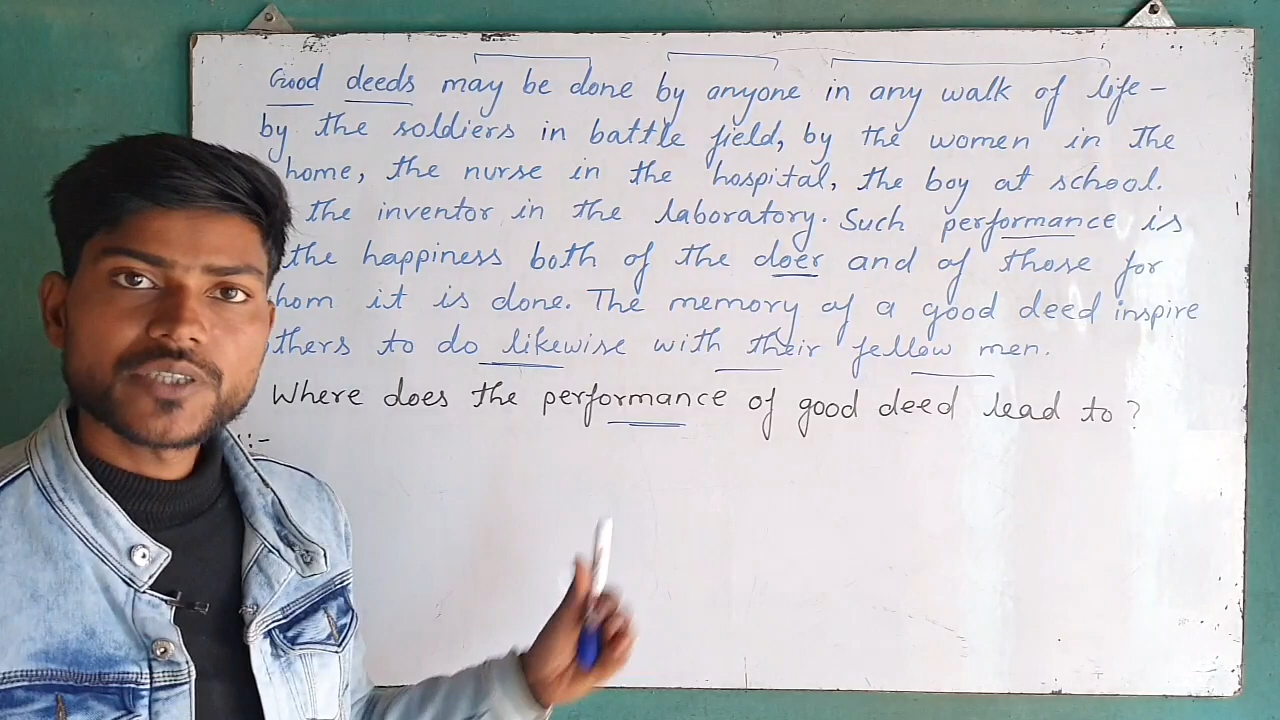 Good deeds may be done by anyone in any walk of life -
by the soldiers in battle field, by the women in the
home, the nurse in the hospital, the boy at school.
the inventor in the laboratory. Such performance is
the happiness both of the doer and of those for
hom it is done. The memory of a good deed inspire
thers to do likewise with their fellow men.
Where does the performance of good deed lead to?
:-